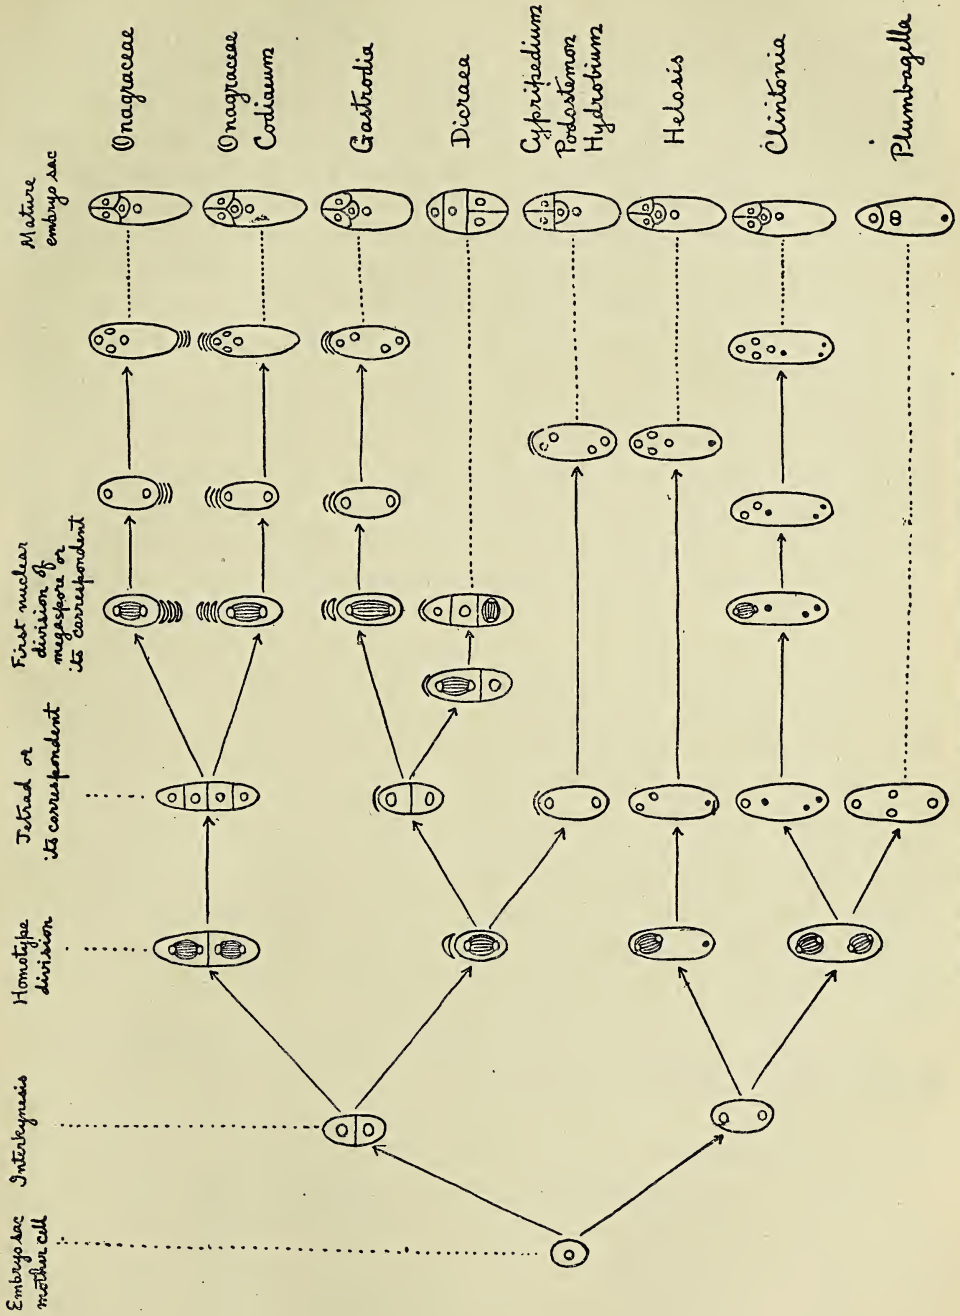 Embryo sac
mother cell
Interkynesis
Homotype
division
Tetrad or
its correspondent
First nuclear
division of
megaspore or
its correspondent
Mature
embryo sac
Onagraceae
Onagraceae
Codiaeum
Gastrodia
Dicraea
Cypripedium
Podostemon
Hydrobium
Helosis
Clintonia
Plumbagella